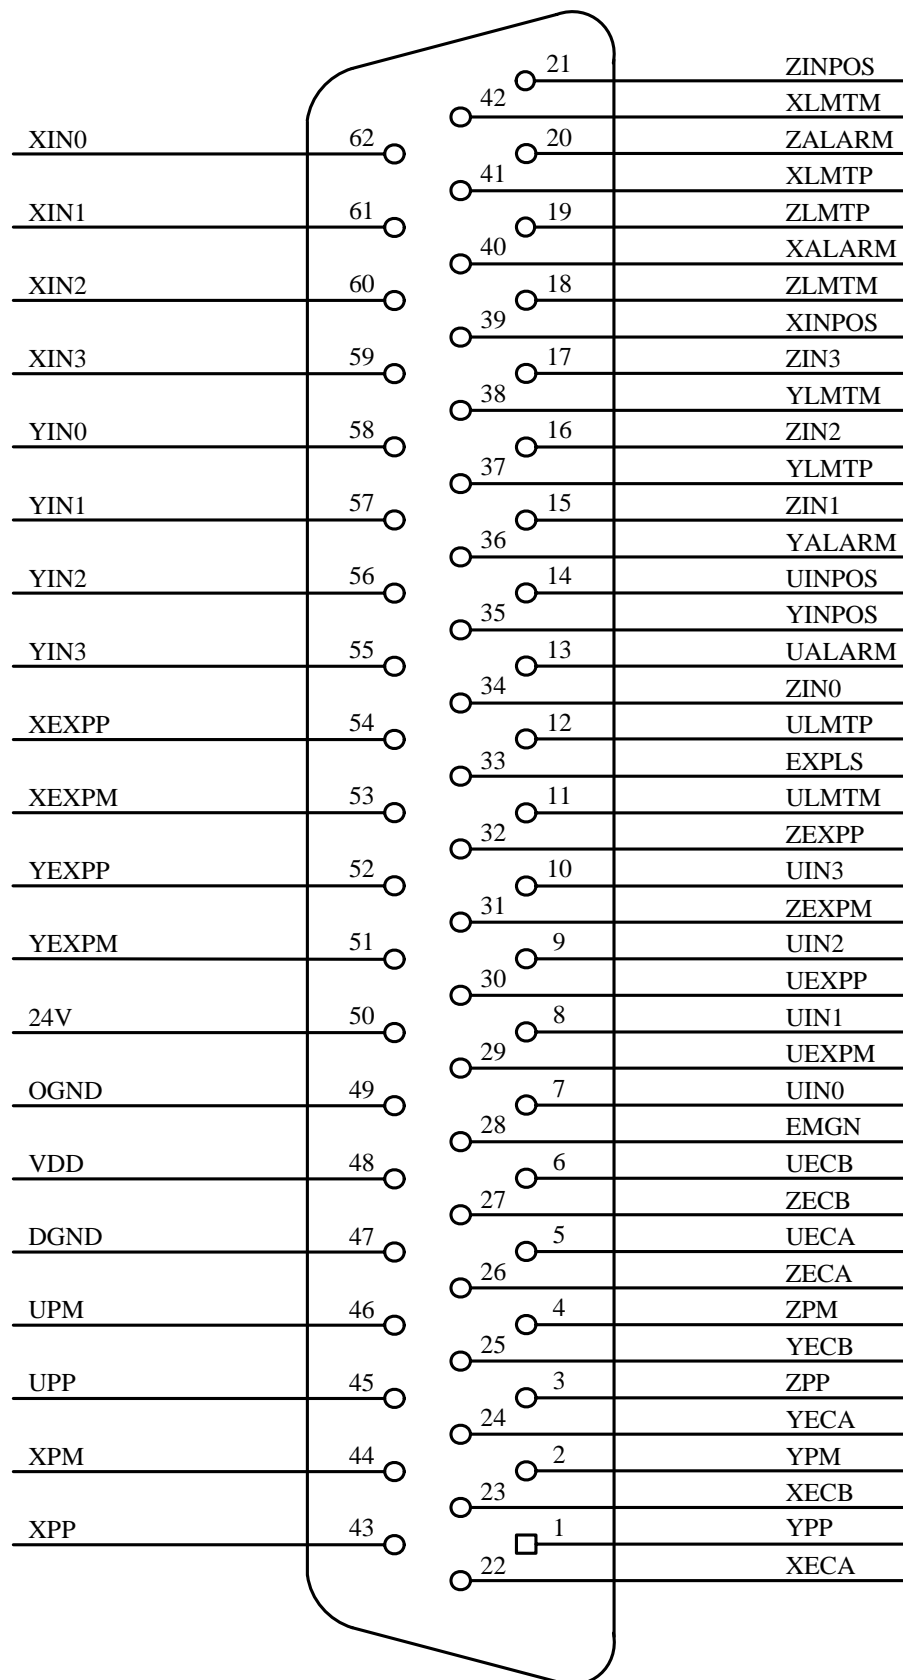 21 ZINPOS
42 XLMTM
XIN0 62 20 ZALARM
41 XLMTP
XIN1 61 19 ZLMTP
40 XALARM
XIN2 60 18 ZLMTM
39 XINPOS
XIN3 59 17 ZIN3
38 YLMTM
YIN0 58 16 ZIN2
37 YLMTP
YIN1 57 15 ZIN1
36 YALARM
YIN2 56 14 UINPOS
35 YINPOS
YIN3 55 13 UALARM
34 ZIN0
XEXPP 54 12 ULMTP
33 EXPLS
XEXPM 53 11 ULMTM
32 ZEXPP
YEXPP 52 10 UIN3
31 ZEXPM
YEXPM 51 9 UIN2
30 UEXPP
24V 50 8 UIN1
29 UEXPM
OGND 49 7 UIN0
28 EMGN
VDD 48 6 UECB
27 ZECB
DGND 47 5 UECA
26 ZECA
UPM 46 4 ZPM
25 YECB
UPP 45 3 ZPP
24 YECA
XPM 44 2 YPM
23 XECB
XPP 43 1 YPP
22 XECA